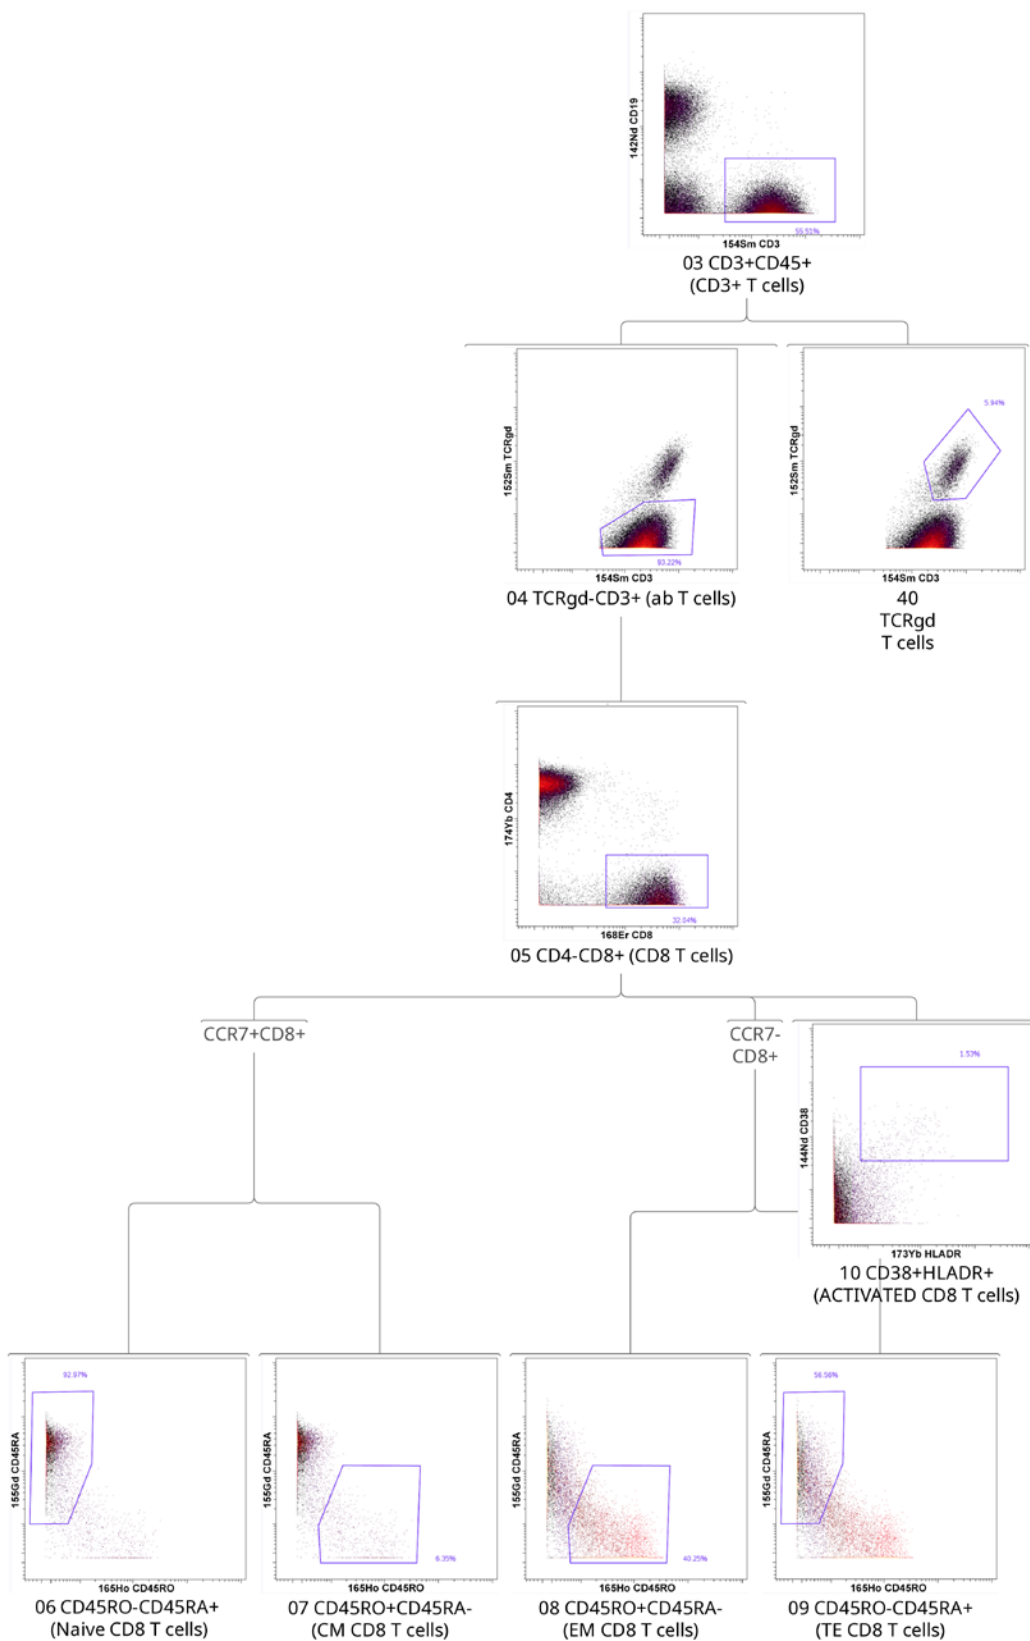 142Nd CD19
55.51%
154Sm CD3
03 CD3+CD45+
(CD3+ T cells)
152Sm TCRgd
93.22%
154Sm CD3
04 TCRgd-CD3+ (ab T cells)
152Sm TCRgd
5.94%
154Sm CD3
40
TCRgd
T cells
174Yb CD4
32.04%
168Er CD8
05 CD4-CD8+ (CD8 T cells)
CCR7+CD8+
CCR7-
CD8+
144Nd CD38
1.53%
173Yb HLADR
10 CD38+HLADR+
(ACTIVATED CD8 T cells)
155Gd CD45RA
92.97%
165Ho CD45RO
06 CD45RO-CD45RA+
(Naive CD8 T cells)
155Gd CD45RA
6.35%
165Ho CD45RO
07 CD45RO+CD45RA-
(CM CD8 T cells)
155Gd CD45RA
40.25%
165Ho CD45RO
08 CD45RO+CD45RA-
(EM CD8 T cells)
155Gd CD45RA
56.56%
165Ho CD45RO
09 CD45RO-CD45RA+
(TE CD8 T cells)